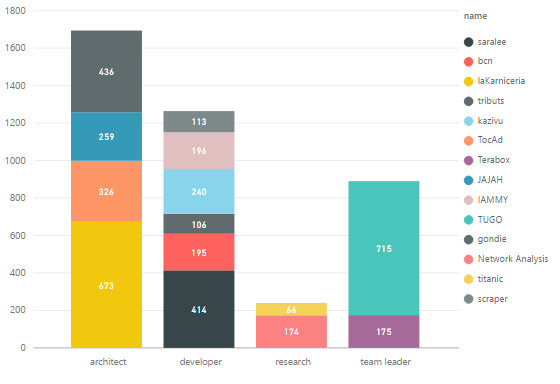 1800
1600
1400
1200
1000
800
600
400
200
0
436
259
326
673
113
196
240
106
195
414
66
174
715
175
architect
developer
research
team leader
name
saralee
bcn
laKarniceria
tributs
kazivu
TocAd
Terabox
JAJAH
IAMMY
TUGO
gondie
Network Analysis
titanic
scraper